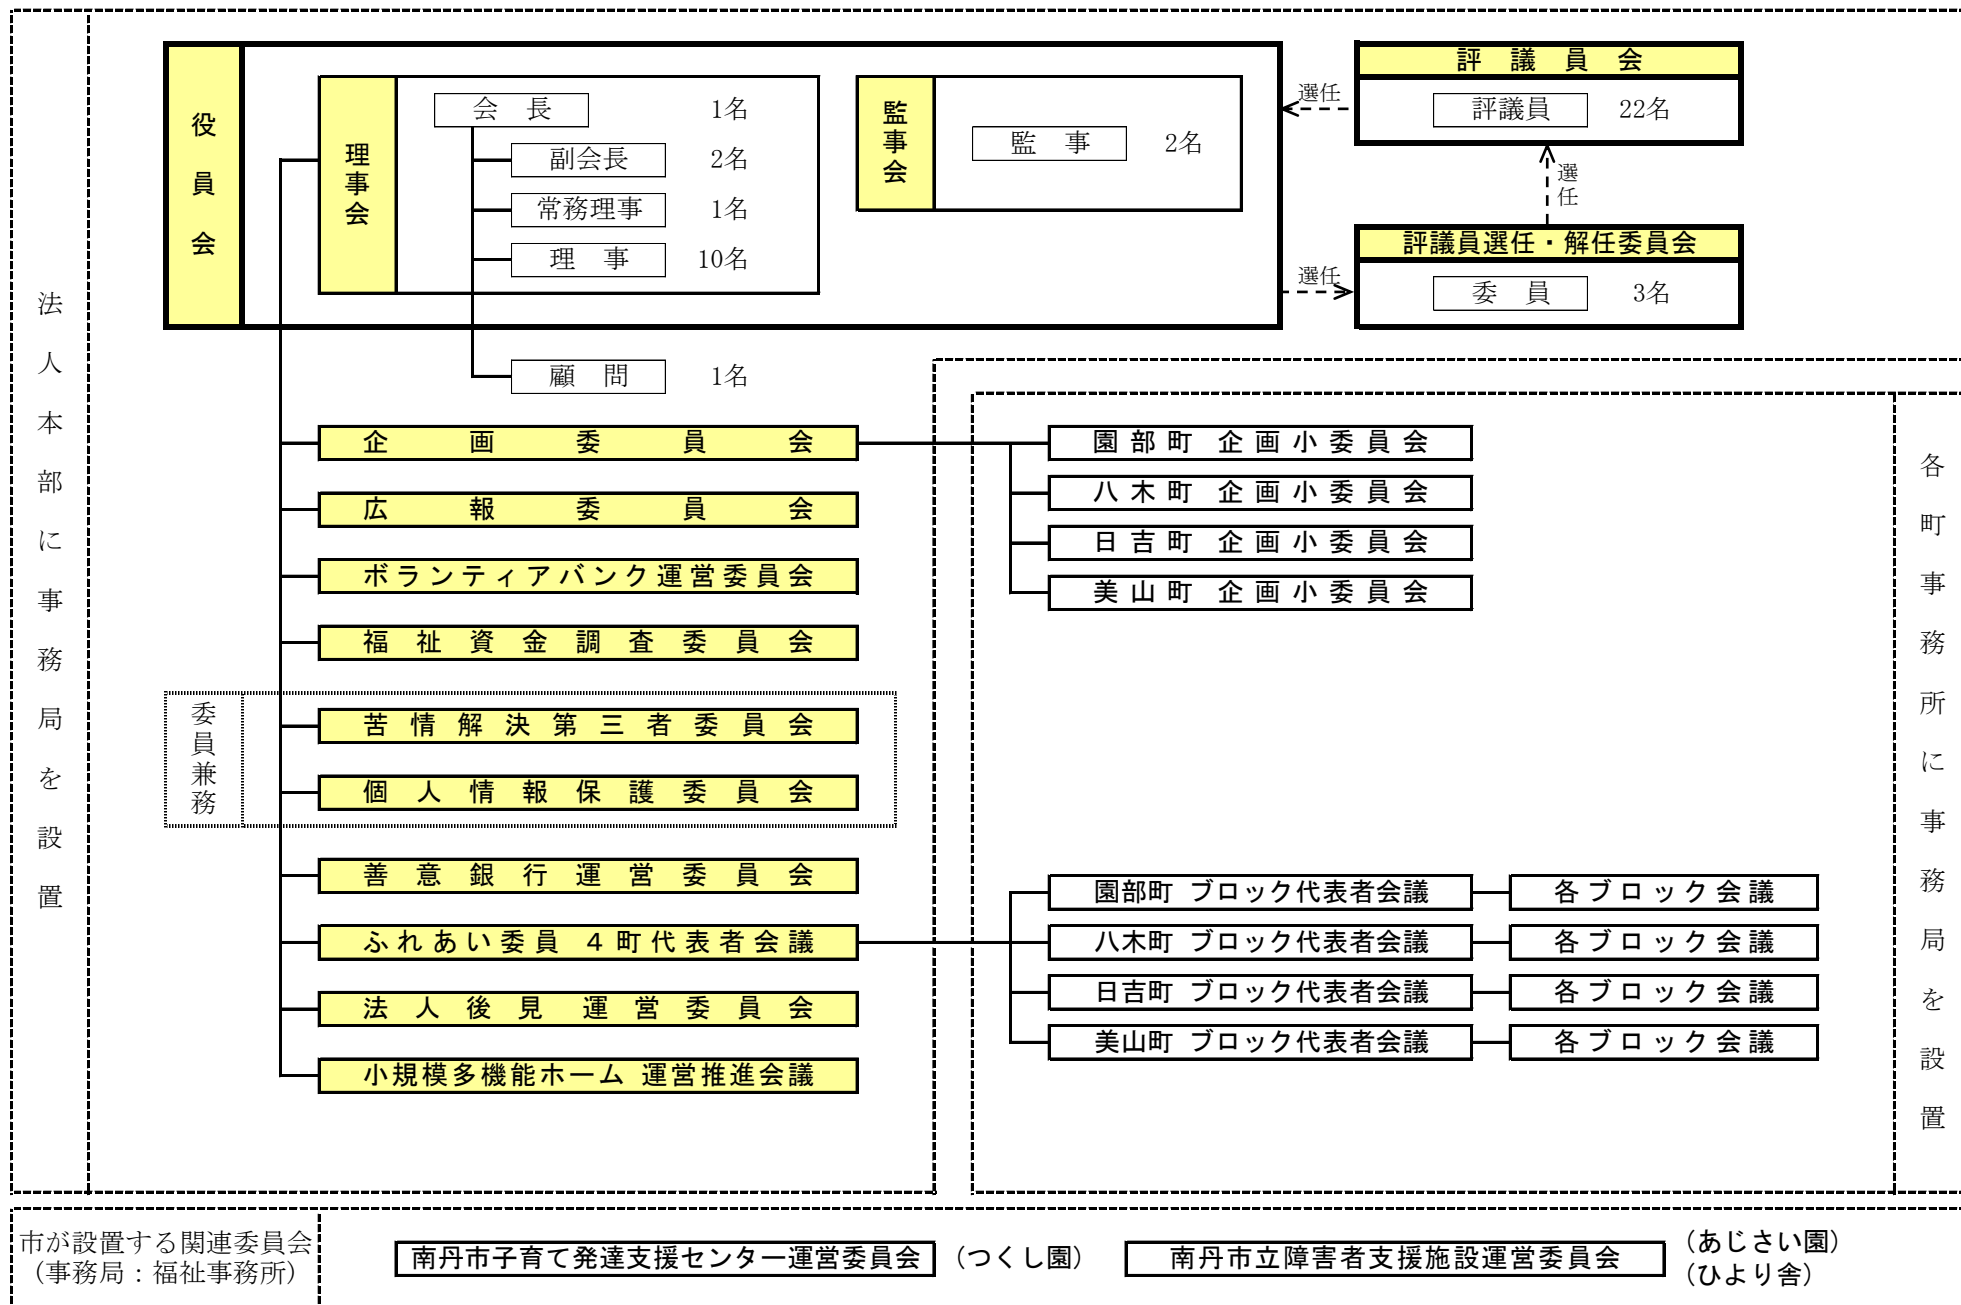 法人本部に事務局を設置
役員会
理事会
会長 1名
副会長 2名
常務理事 1名
理事 10名
顧問 1名
監事会
監事 2名
選任
評議員会
評議員 22名
選任
評議員選任・解任委員会
委員 3名
選任
企画委員会
広報委員会
ボランティアバンク運営委員会
福祉資金調査委員会
委員兼務
苦情解決第三者委員会
個人情報保護委員会
善意銀行運営委員会
ふれあい委員 4町代表者会議
法人後見 運営委員会
小規模多機能ホーム 運営推進会議
各町事務所に事務局を設置
園部町 企画小委員会
八木町 企画小委員会
日吉町 企画小委員会
美山町 企画小委員会
園部町 ブロック代表者会議 各ブロック会議
八木町 ブロック代表者会議 各ブロック会議
日吉町 ブロック代表者会議 各ブロック会議
美山町 ブロック代表者会議 各ブロック会議
市が設置する関連委員会
（事務局：福祉事務所）
南丹市子育て発達支援センター運営委員会 （つくし園）
南丹市立障害者支援施設運営委員会
（あじさい園）
（ひより舎）